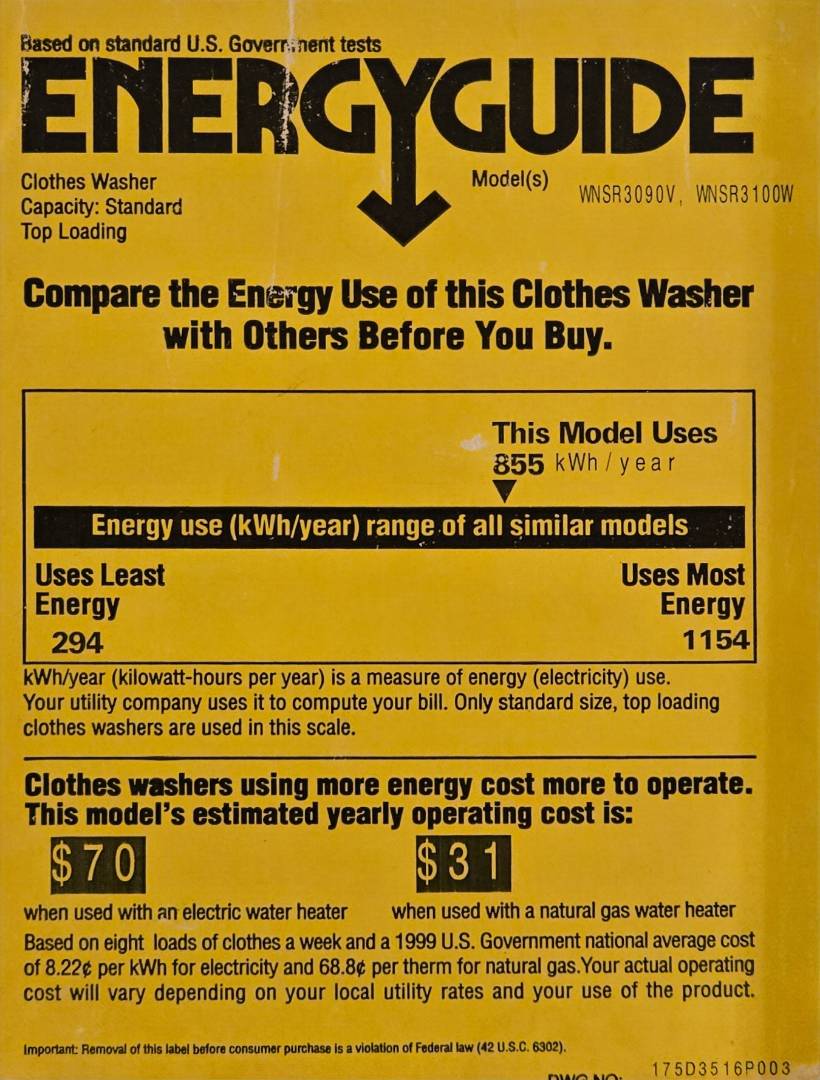 Based on standard U.S. Government tests
ENERGYGUIDE
Clothes Washer
Capacity: Standard
Top Loading
Model(s) WNSR3090V, WNSR3100W
Compare the Energy Use of this Clothes Washer
with Others Before You Buy.
This Model Uses
855 kWh/year
Energy use (kWh/year) range of all similar models
Uses Least
Energy
294
Uses Most
Energy
1154
kWh/year (kilowatt-hours per year) is a measure of energy (electricity) use.
Your utility company uses it to compute your bill. Only standard size, top loading
clothes washers are used in this scale.
Clothes washers using more energy cost more to operate.
This model's estimated yearly operating cost is:
$70
when used with an electric water heater
$31
when used with a natural gas water heater
Based on eight loads of clothes a week and a 1999 U.S. Government national average cost
of 8.22¢ per kWh for electricity and 68.8¢ per therm for natural gas.Your actual operating
cost will vary depending on your local utility rates and your use of the product.
Important: Removal of this label before consumer purchase is a violation of Federal law (42 U.S.C. 6302).
DWG NO: 175D3516P003